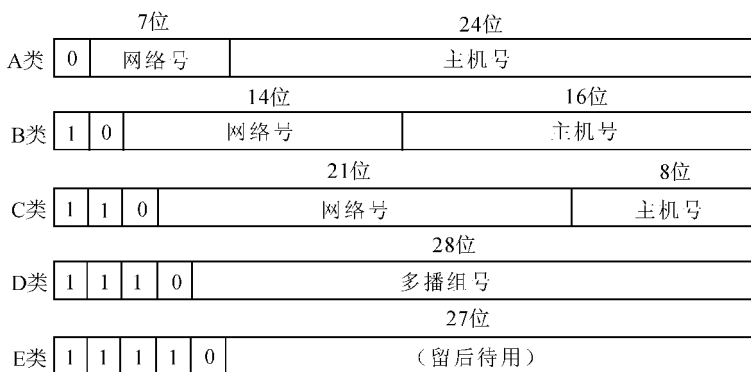 7位 24位
A类 0 网络号 主机号
14位 16位
B类 1 0 网络号 主机号
21位 8位
C类 1 1 0 网络号 主机号
28位
D类 1 1 1 0 多播组号
27位
E类 1 1 1 1 0 (留后待用)